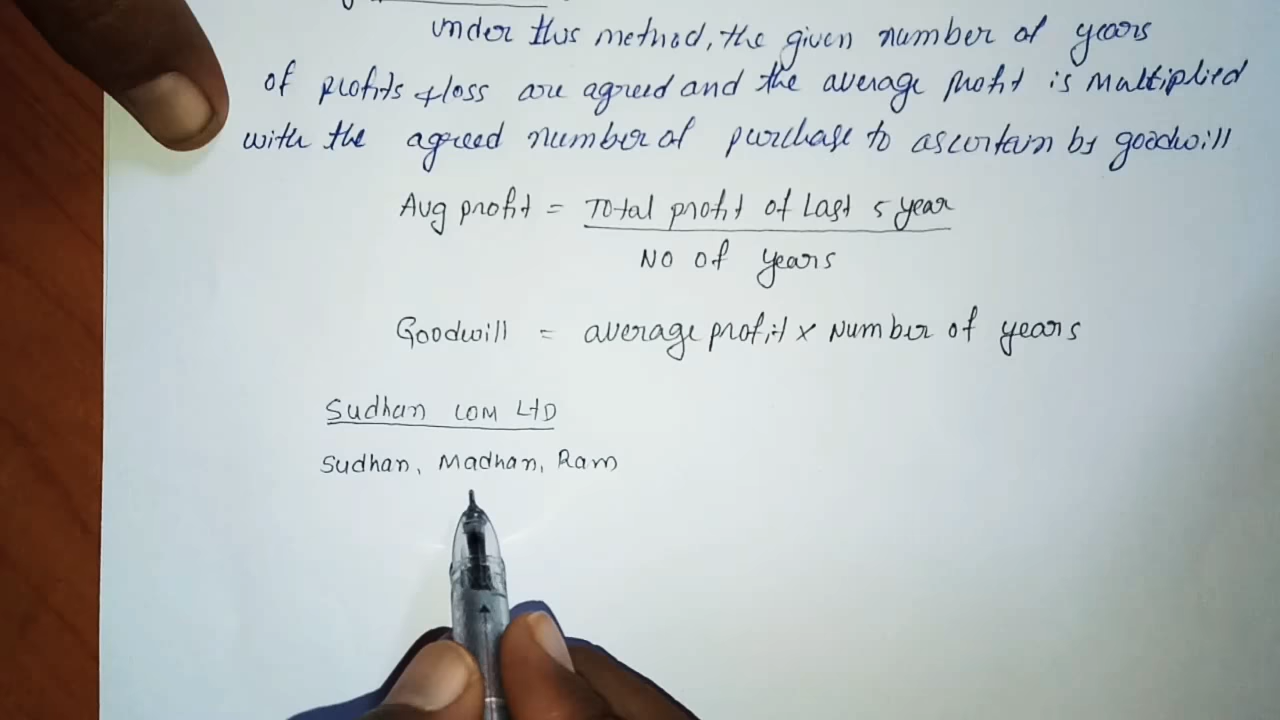 under this method, the given number of years
of profits & loss are agreed and the average profit is multiplied
with the agreed number of purchase to ascertain by goodwill
Avg profit = Total profit of Last 5 year
No of years
Goodwill = average profit x Number of years
Sudhan COM LTD
Sudhan, Madhan, Ram